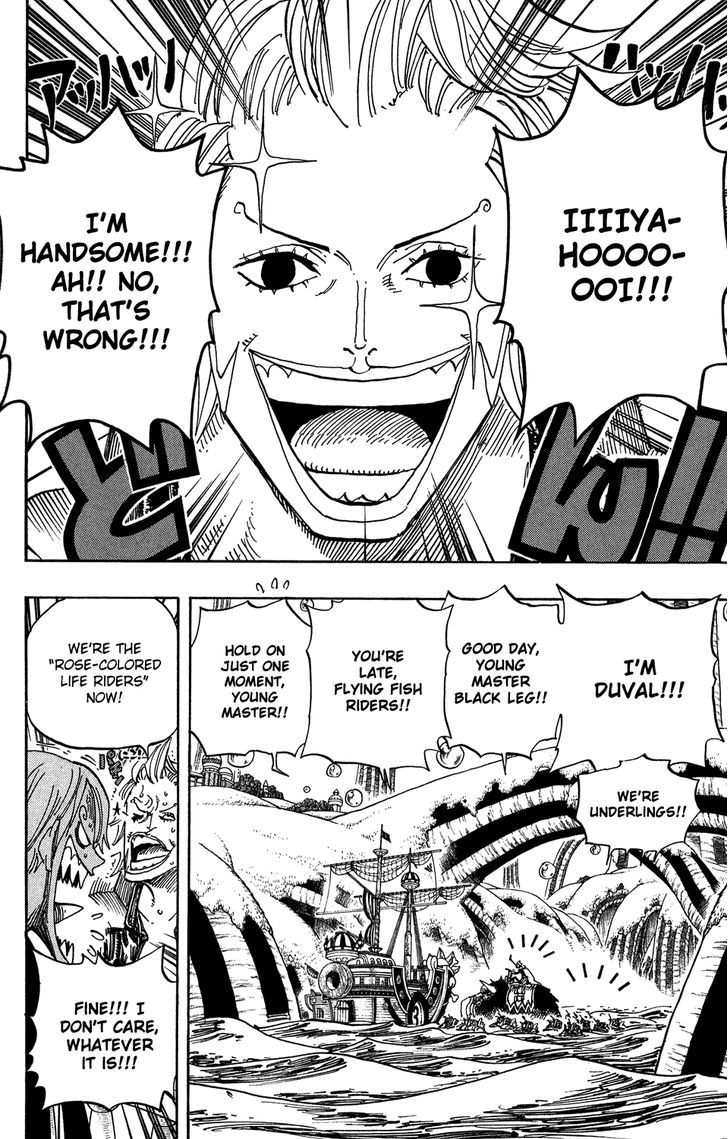 アッハッ
ハッハッハッ
IIIIYA-
HOOOO-
OOI!!!
I'M
HANDSOME!!!
AH!! NO,
THAT'S
WRONG!!!
どん!!
I'M
DUVAL!!!
GOOD DAY,
YOUNG
MASTER
BLACK LEG!!
YOU'RE
LATE,
FLYING FISH
RIDERS!!
HOLD ON
JUST ONE
MOMENT,
YOUNG
MASTER!!
WE'RE
UNDERLINGS!!
WE'RE THE
"ROSE-COLORED
LIFE RIDERS"
NOW!
FINE!!! I
DON'T CARE,
WHATEVER
IT IS!!!